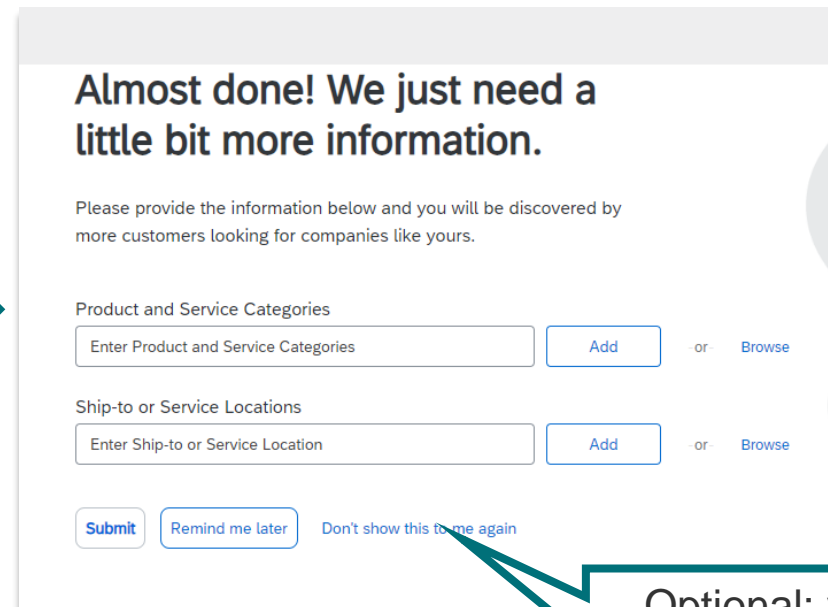 Almost done! We just need a
little bit more information.
Please provide the information below and you will be discovered by
more customers looking for companies like yours.
Product and Service Categories
Enter Product and Service Categories Add -or- Browse
Ship-to or Service Locations
Enter Ship-to or Service Location Add -or- Browse
Submit Remind me later Don't show this to me again
Optional: